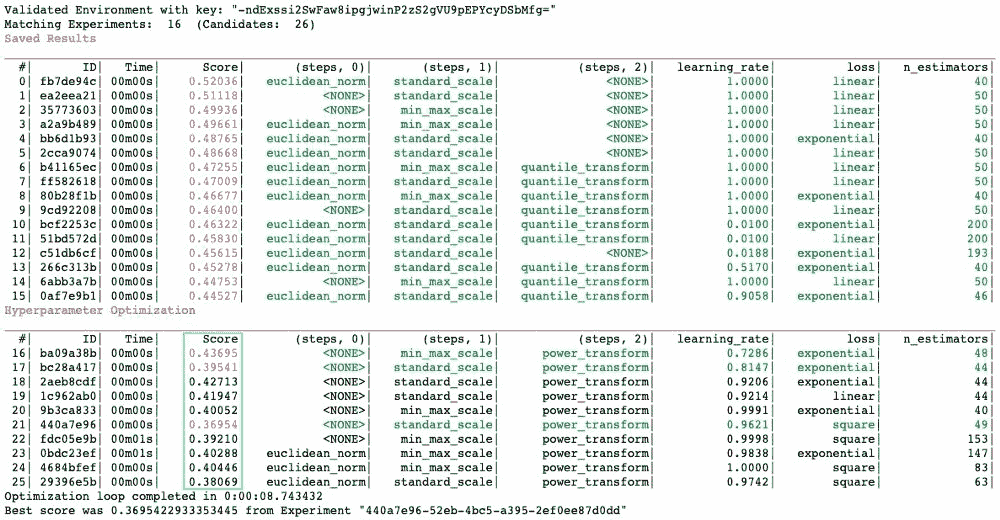 Validated Environment with key: "-ndExssi2SwFaw8ipgjwinP2zS2gVU9pEPYcyDSbMfg="
Matching Experiments:  16  (Candidates:  26)
Saved Results
#| ID| Time| Score| (steps, 0)| (steps, 1)| (steps, 2)| learning_rate| loss| n_estimators|
0| fb7de94c| 00m00s| 0.52036| euclidean_norm| standard_scale| <NONE>| 1.0000| linear| 40|
1| ea2eea21| 00m00s| 0.51118| <NONE>| standard_scale| <NONE>| 1.0000| linear| 50|
2| 35773603| 00m00s| 0.49936| <NONE>| min_max_scale| <NONE>| 1.0000| linear| 50|
3| a2a9b489| 00m00s| 0.49661| euclidean_norm| min_max_scale| <NONE>| 1.0000| linear| 50|
4| bb6d1b93| 00m00s| 0.48765| euclidean_norm| min_max_scale| <NONE>| 1.0000| exponential| 40|
5| 2cca9074| 00m00s| 0.48668| euclidean_norm| standard_scale| <NONE>| 1.0000| linear| 50|
6| b41165ec| 00m00s| 0.47255| euclidean_norm| min_max_scale| quantile_transform| 1.0000| linear| 50|
7| ff582618| 00m00s| 0.47009| euclidean_norm| standard_scale| quantile_transform| 1.0000| linear| 50|
8| 80b28f1b| 00m00s| 0.46677| euclidean_norm| min_max_scale| quantile_transform| 1.0000| exponential| 40|
9| 9cd92208| 00m00s| 0.46400| <NONE>| standard_scale| quantile_transform| 1.0000| linear| 50|
10| bcf2253c| 00m00s| 0.46322| euclidean_norm| standard_scale| quantile_transform| 0.0100| exponential| 200|
11| 51bd572d| 00m00s| 0.45830| euclidean_norm| min_max_scale| quantile_transform| 0.0100| linear| 200|
12| c51db6cf| 00m00s| 0.45615| euclidean_norm| standard_scale| <NONE>| 0.0188| exponential| 193|
13| 266c313b| 00m00s| 0.45278| euclidean_norm| standard_scale| quantile_transform| 0.5170| exponential| 40|
14| 6abb3a7b| 00m00s| 0.44753| <NONE>| min_max_scale| quantile_transform| 1.0000| linear| 50|
15| 0af7e9b1| 00m00s| 0.44527| euclidean_norm| standard_scale| quantile_transform| 0.9058| exponential| 46|
Hyperparameter Optimization
#| ID| Time| Score| (steps, 0)| (steps, 1)| (steps, 2)| learning_rate| loss| n_estimators|
16| ba09a38b| 00m00s| 0.43695| <NONE>| min_max_scale| power_transform| 0.7286| exponential| 48|
17| bc28a417| 00m00s| 0.39541| <NONE>| min_max_scale| power_transform| 0.8147| exponential| 44|
18| 2aeb8cdf| 00m00s| 0.42713| <NONE>| standard_scale| power_transform| 0.9206| exponential| 44|
19| 1c962ab0| 00m00s| 0.41947| <NONE>| standard_scale| power_transform| 0.9214| linear| 44|
20| 9b3ca833| 00m00s| 0.40052| <NONE>| min_max_scale| power_transform| 0.9991| exponential| 40|
21| 440a7e96| 00m00s| 0.36954| <NONE>| standard_scale| power_transform| 0.9621| square| 49|
22| fdc05e9b| 00m01s| 0.39210| <NONE>| min_max_scale| power_transform| 0.9998| square| 153|
23| 0bdc23ef| 00m01s| 0.40288| euclidean_norm| min_max_scale| power_transform| 0.9838| exponential| 147|
24| 4684bfef| 00m00s| 0.40446| euclidean_norm| min_max_scale| power_transform| 1.0000| square| 83|
25| 29396e5b| 00m00s| 0.38069| euclidean_norm| standard_scale| power_transform| 0.9742| square| 63|
Optimization loop completed in 0:00:08.743432
Best score was 0.3695422933353445 from Experiment "440a7e96-52eb-4bc5-a395-2ef0ee87d0dd"